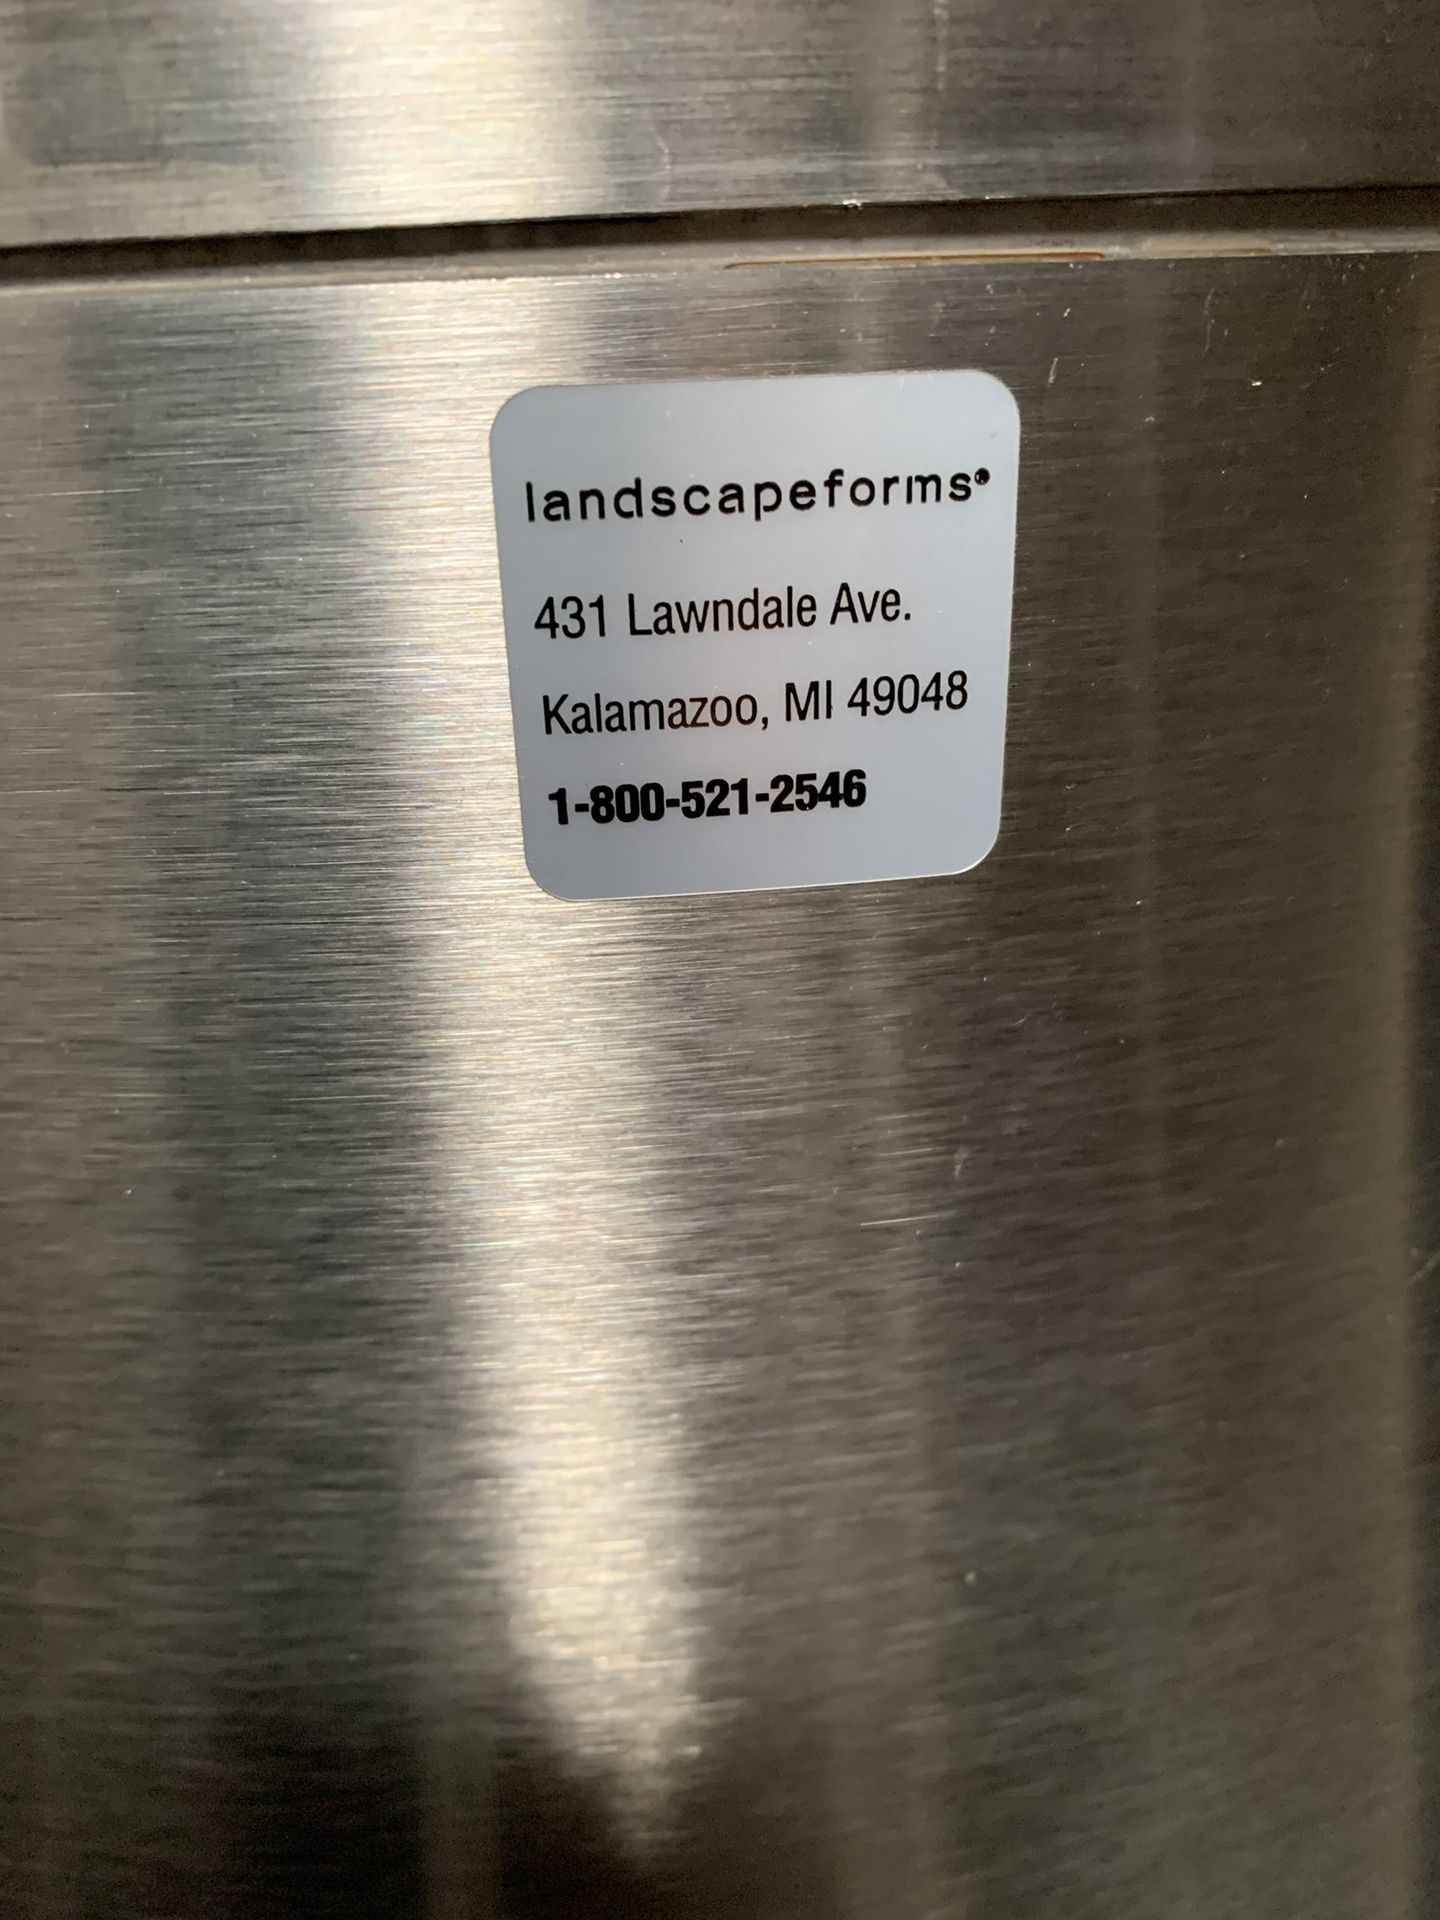 landscapeforms®
431 Lawndale Ave.
Kalamazoo, MI 49048
1-800-521-2546